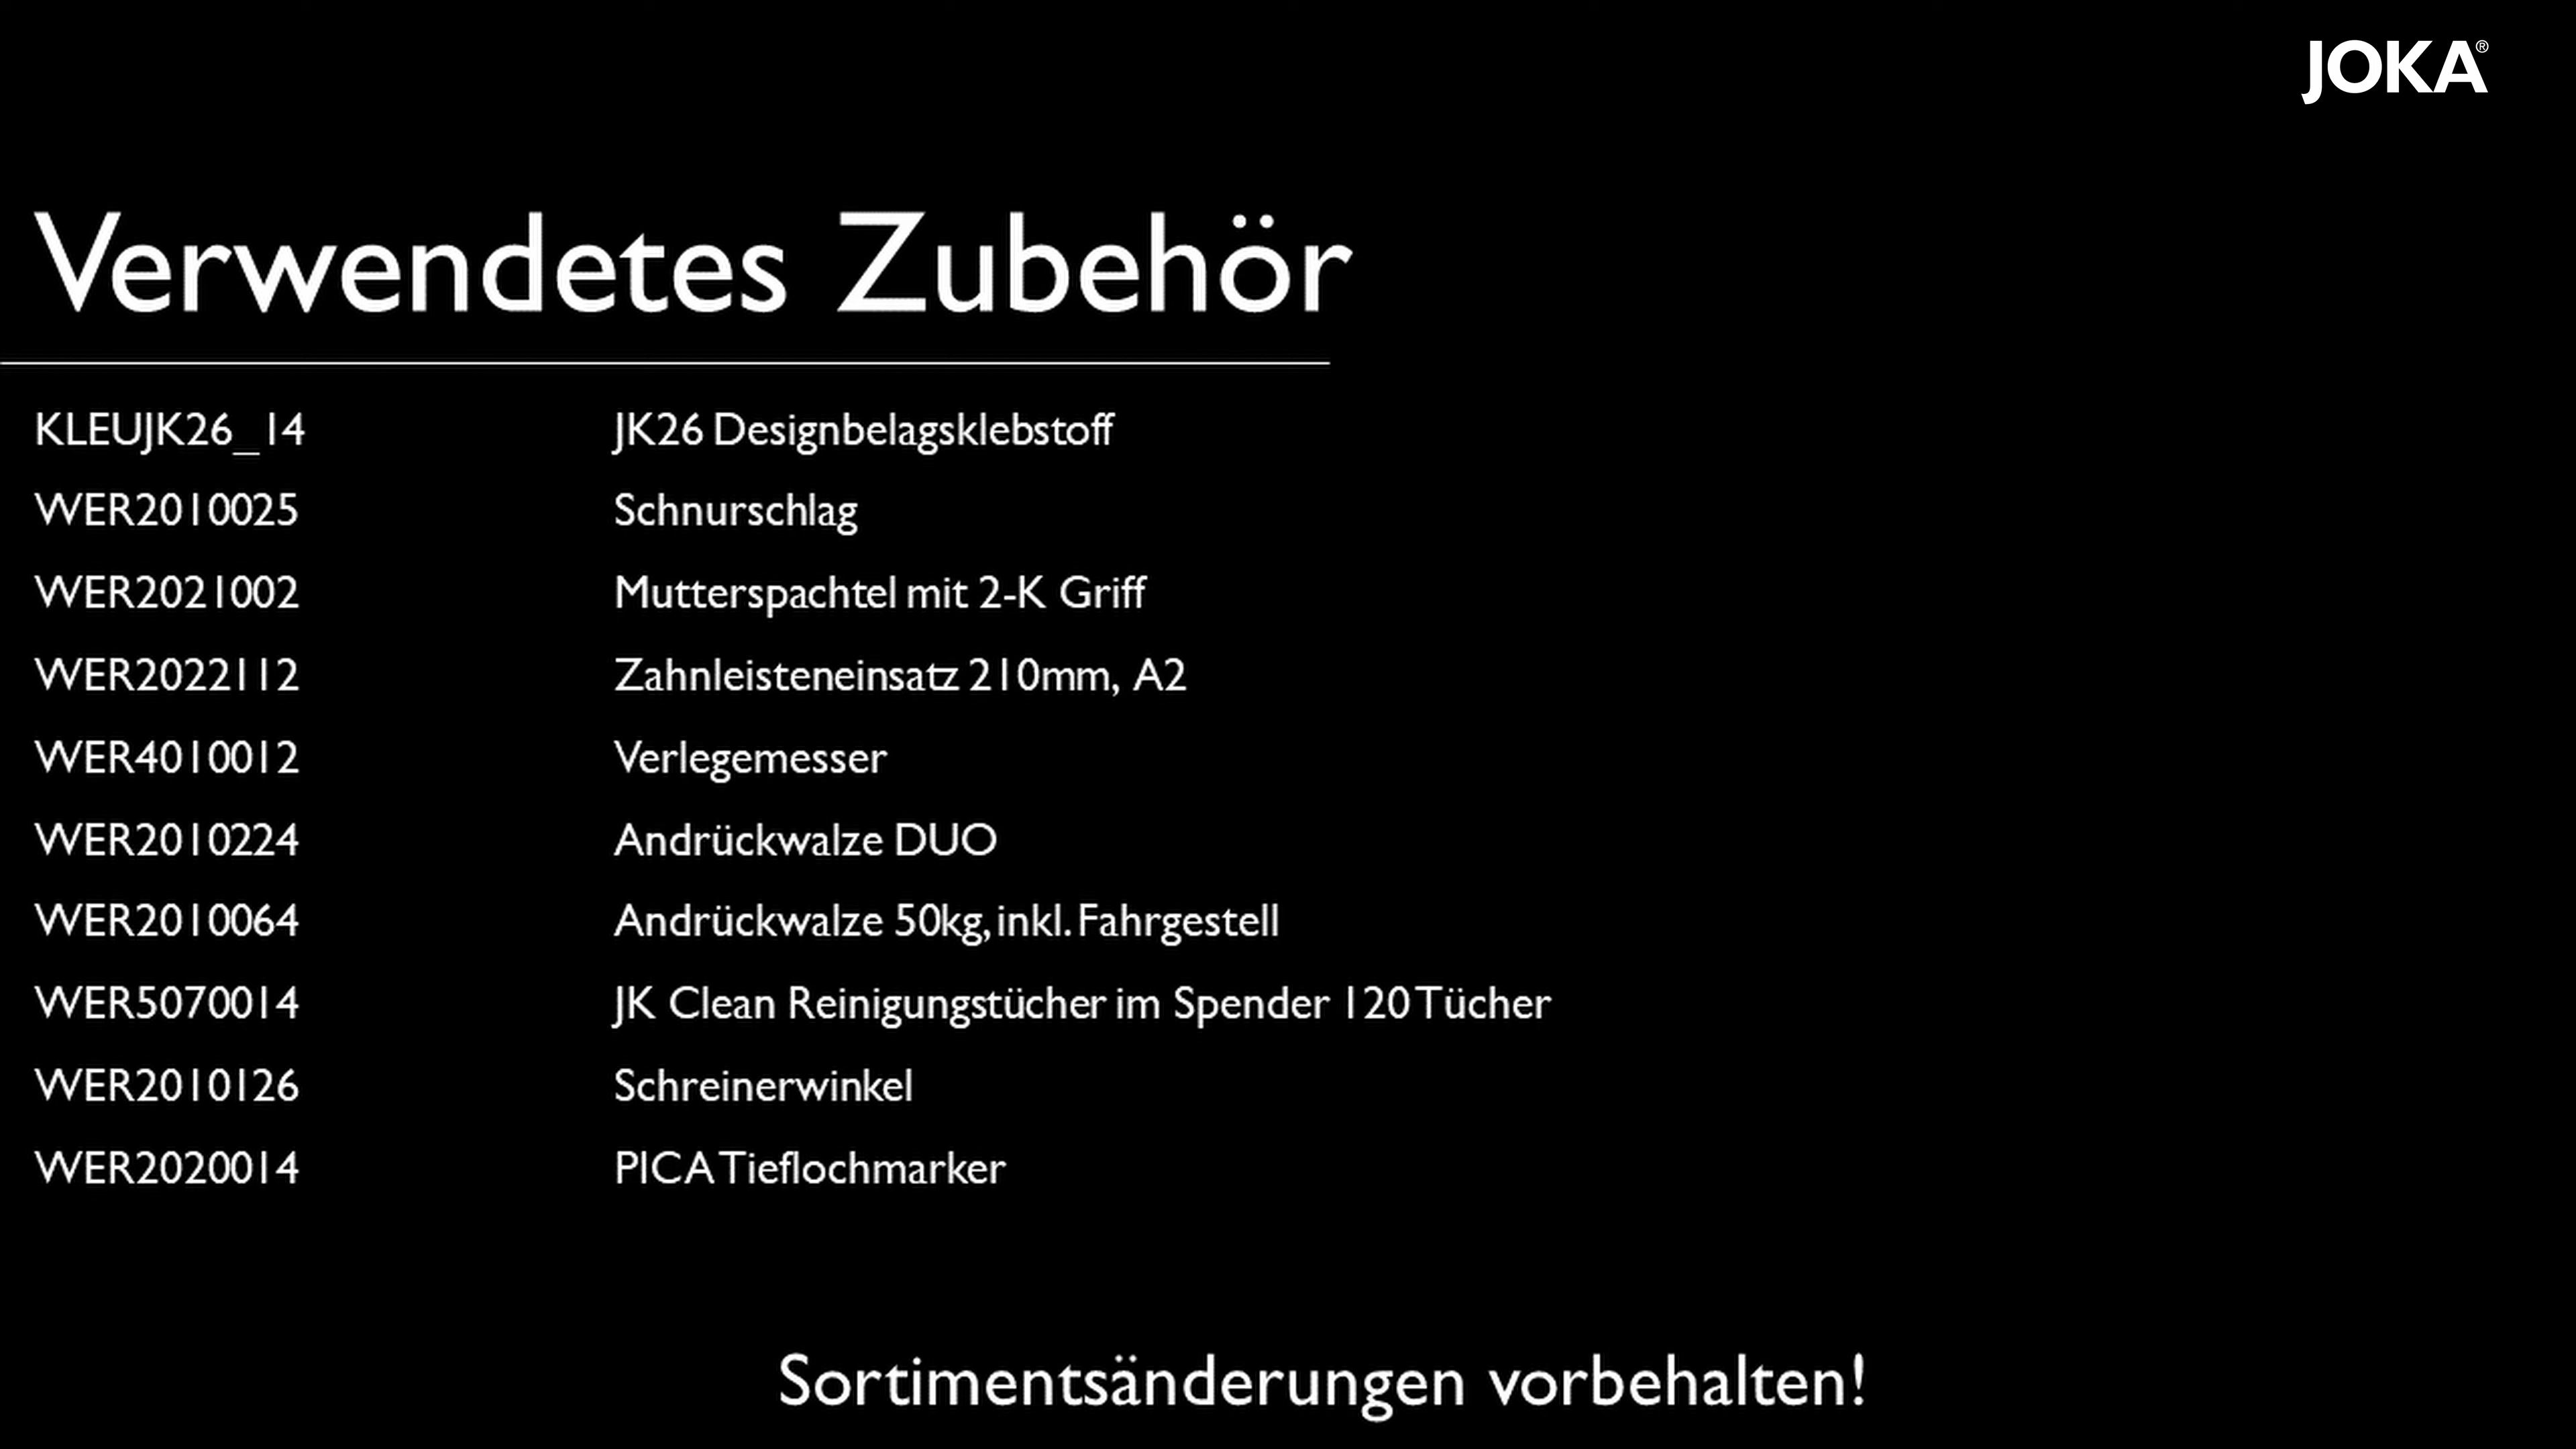 JOKA®
Verwendetes Zubehör
KLEUJK26_14 JK26 Designbelagsklebstoff
WER2010025 Schnurschlag
WER2021002 Mutterspachtel mit 2-K Griff
WER2022112 Zahnleisteneinsatz 210mm, A2
WER4010012 Verlegemesser
WER2010224 Andrückwalze DUO
WER2010064 Andrückwalze 50kg, inkl. Fahrgestell
WER5070014 JK Clean Reinigungstücher im Spender 120 Tücher
WER2010126 Schreinerwinkel
WER2020014 PICA Tieflochmarker
Sortimentsänderungen vorbehalten!